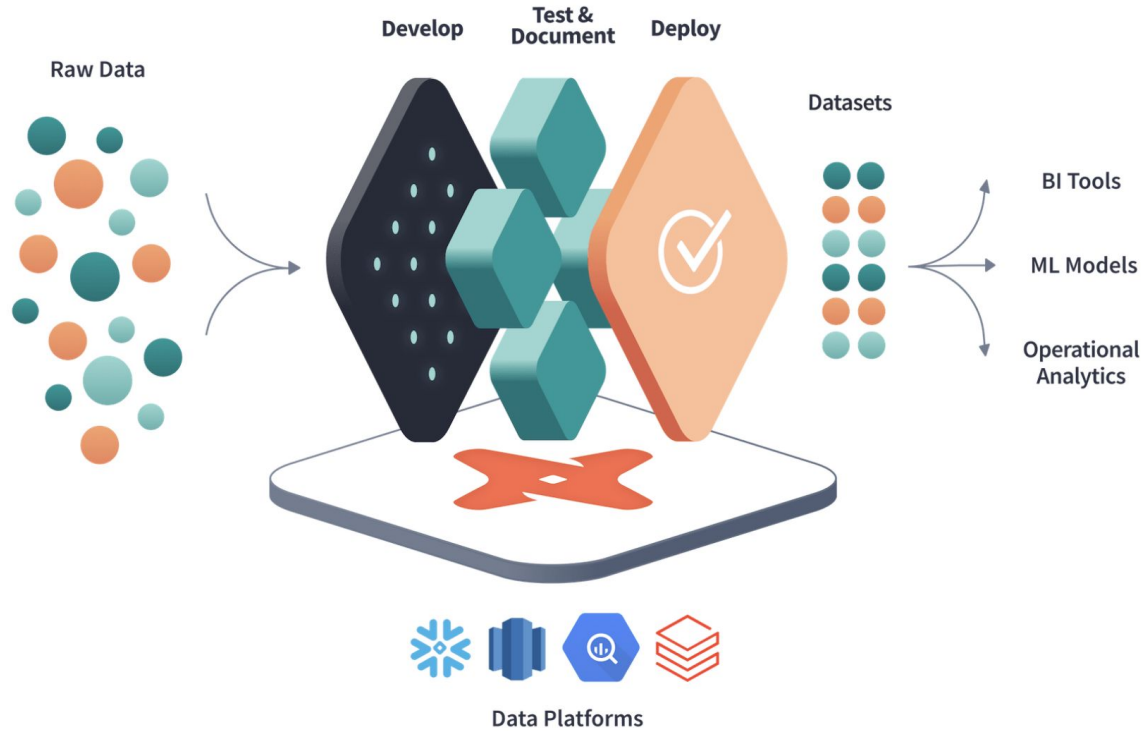 Raw Data
Develop
Test &
Document
Deploy
Datasets
BI Tools
ML Models
Operational
Analytics
Data Platforms